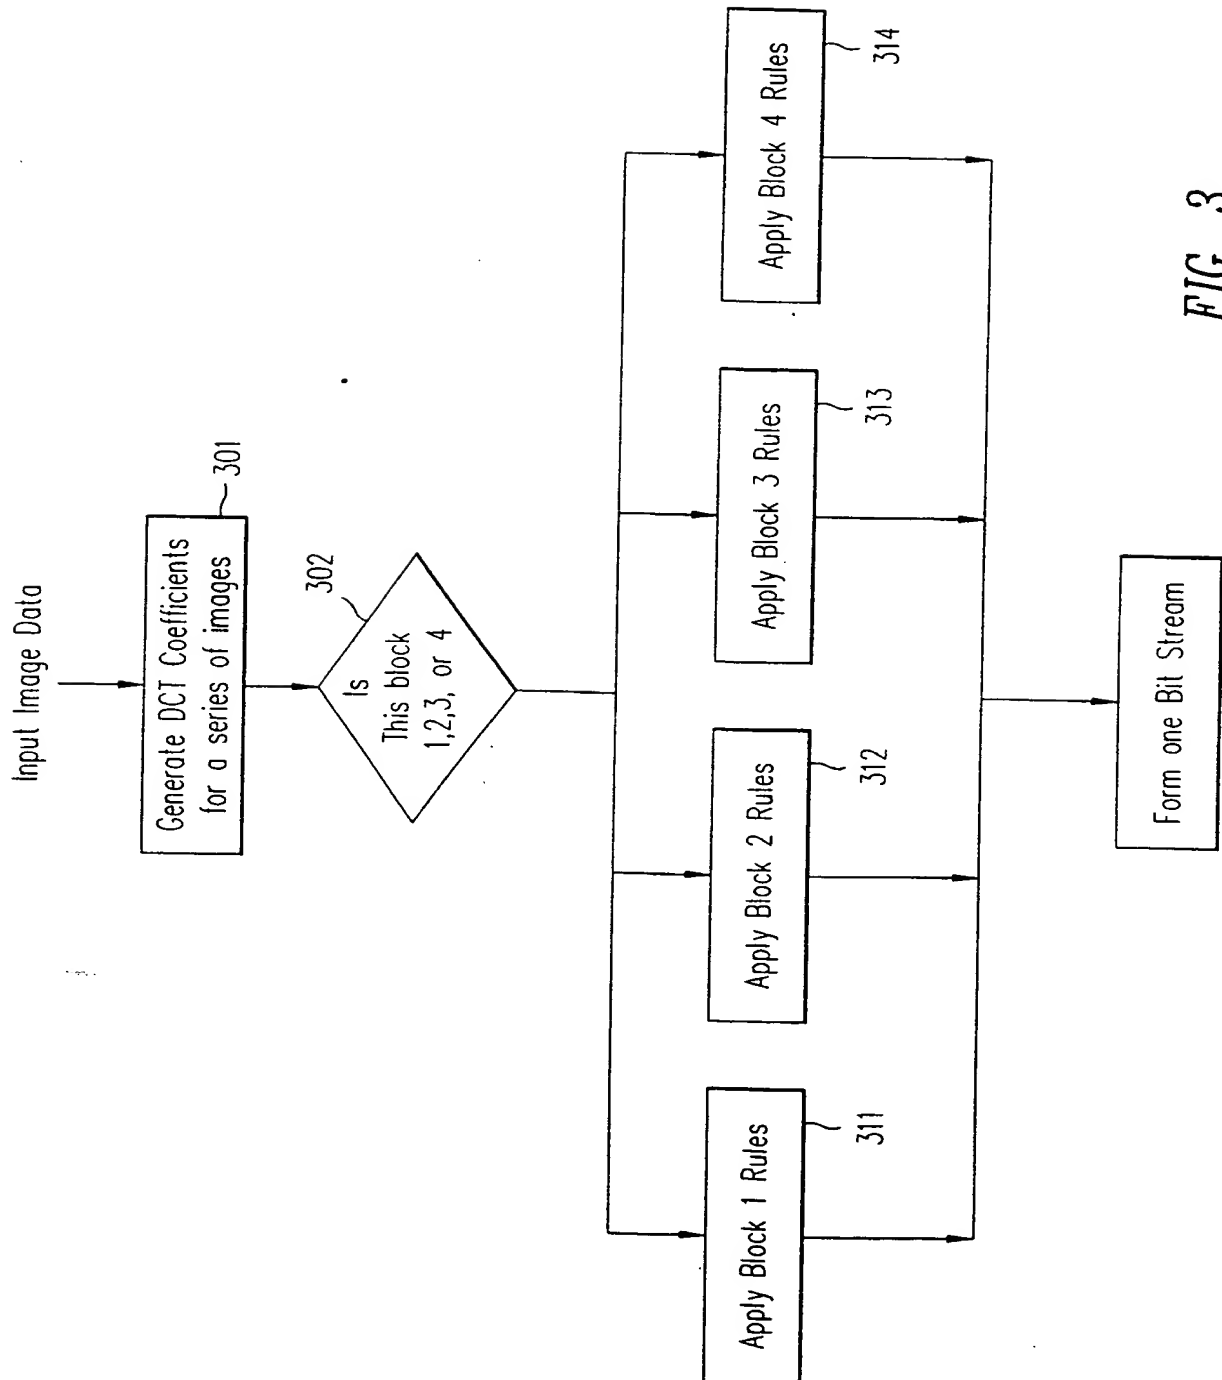 Input Image Data
Generate DCT Coefficients
for a series of images
301
Is
This block
1,2,3, or 4
302
Apply Block 1 Rules
311
Apply Block 2 Rules
312
Apply Block 3 Rules
313
Apply Block 4 Rules
314
Form one Bit Stream
FIG. 3